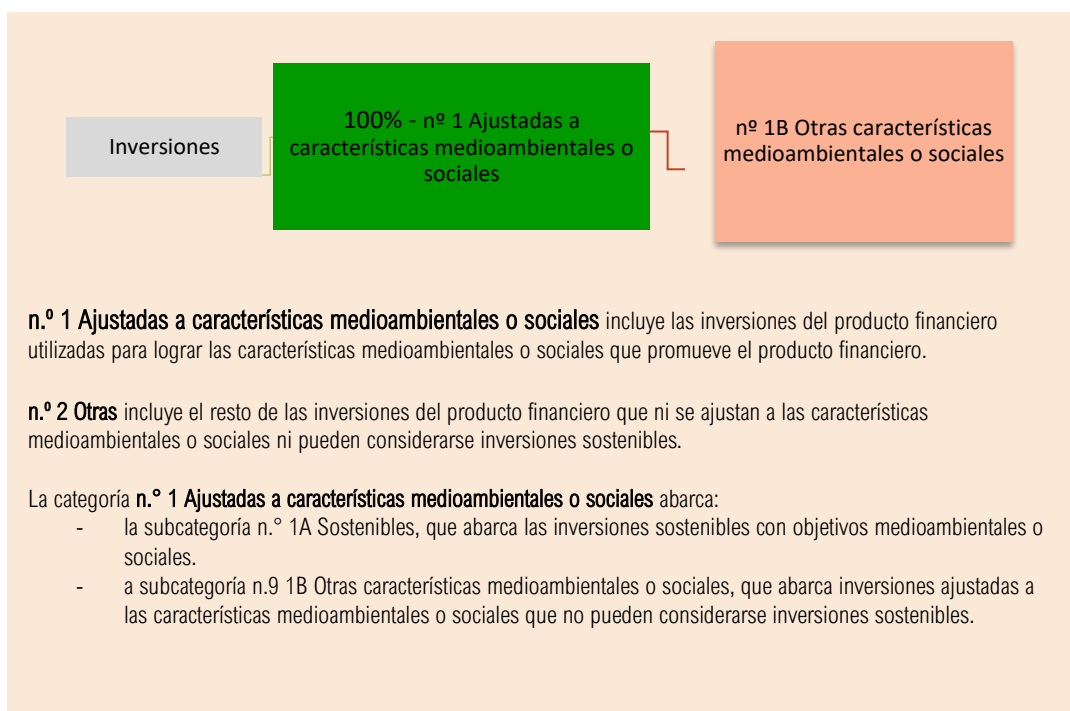 Inversiones
100% - nº 1 Ajustadas a
características medioambientales o
sociales
nº 1B Otras características
medioambientales o sociales
n.º 1 Ajustadas a características medioambientales o sociales incluye las inversiones del producto financiero
utilizadas para lograr las características medioambientales o sociales que promueve el producto financiero.
n.º 2 Otras incluye el resto de las inversiones del producto financiero que ni se ajustan a las características
medioambientales o sociales ni pueden considerarse inversiones sostenibles.
La categoría n.° 1 Ajustadas a características medioambientales o sociales abarca:
- la subcategoría n.° 1A Sostenibles, que abarca las inversiones sostenibles con objetivos medioambientales o
sociales.
- a subcategoría n.9 1B Otras características medioambientales o sociales, que abarca inversiones ajustadas a
las características medioambientales o sociales que no pueden considerarse inversiones sostenibles.